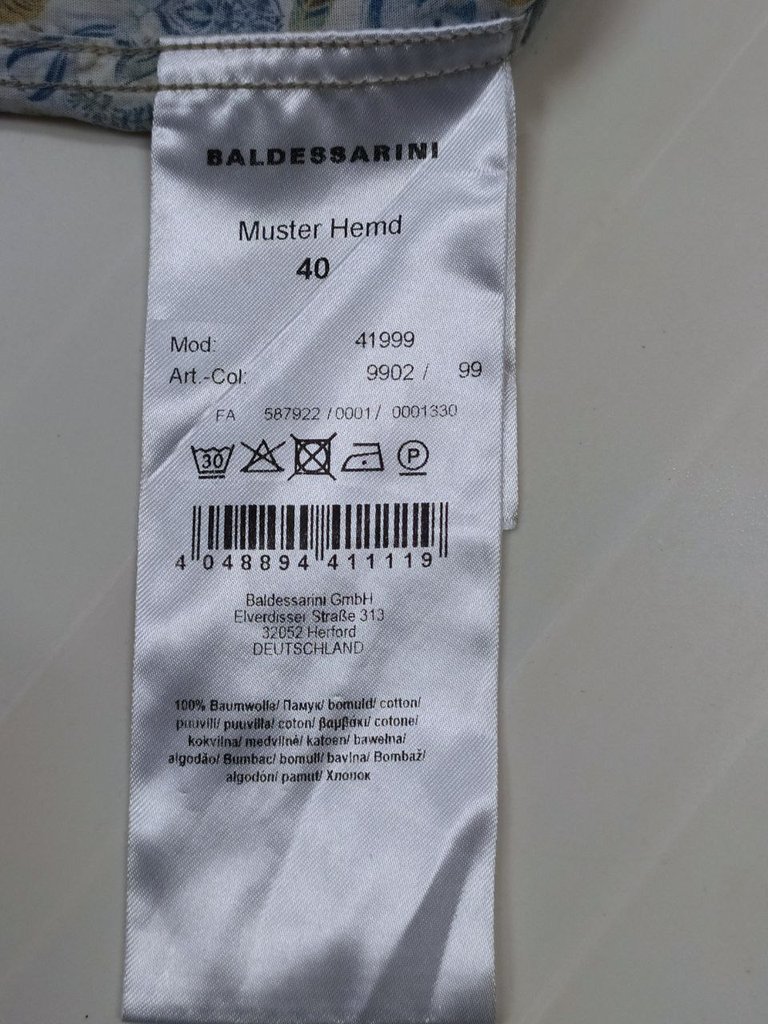 BALDESSARINI
Muster Hemd
40
Mod: 41999
Art.-Col: 9902 / 99
FA 587922 /0001/ 0001330
30 P
4 048894 411119
Baldessarini GmbH
Elverdisser Straße 313
32052 Herford
DEUTSCHLAND
100% Baumwolle/ Памук/ bomuld/ cotton/
puuvill/ puuvilla/ coton/ βαμβάκι/ cotone/
kokvilna/ medvilnė/ katoen/ bawełna/
algodão/ Bumbac/ bomull/ bavlna/ Bombaž/
algodón/ pamut/ Хлопок